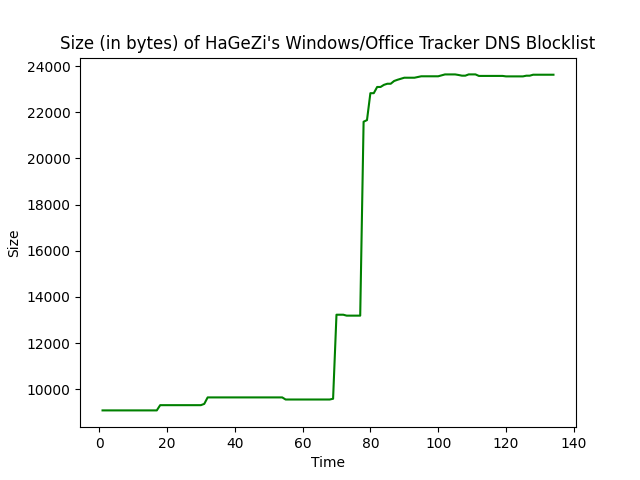 Size (in bytes) of HaGeZi's Windows/Office Tracker DNS Blocklist
24000
22000
20000
18000
16000
14000
12000
10000
Size
0 20 40 60 80 100 120 140
Time